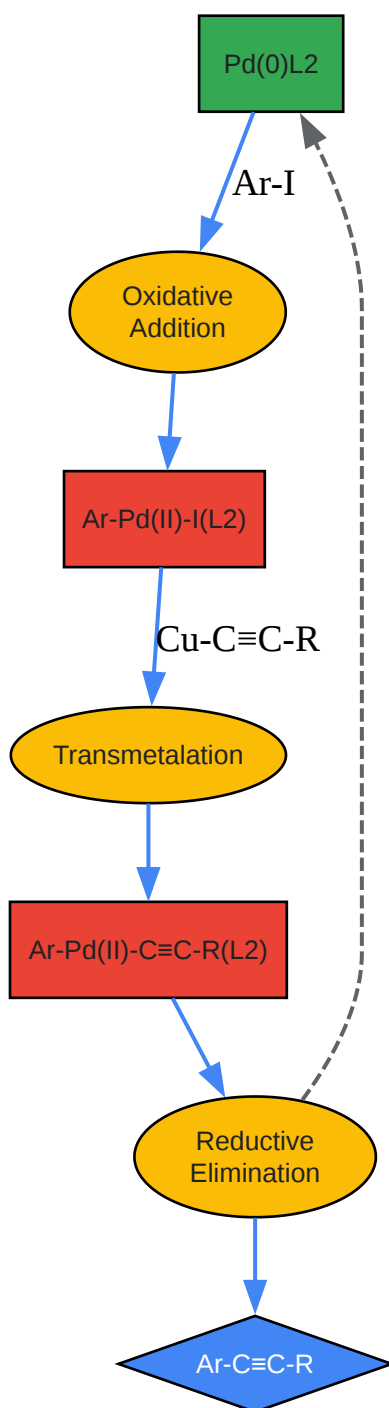 Pd(0)L2
Ar-I
Oxidative
Addition
Ar-Pd(II)-I(L2)
Cu-C≡C-R
Transmetalation
Ar-Pd(II)-C≡C-R(L2)
Reductive
Elimination
Ar-C≡C-R